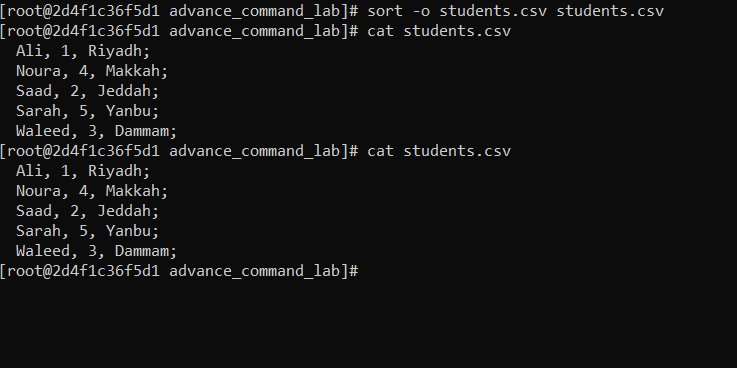 [root@2d4f1c36f5d1 advance_command_lab]# sort -o students.csv students.csv
[root@2d4f1c36f5d1 advance_command_lab]# cat students.csv
  Ali, 1, Riyadh;
  Noura, 4, Makkah;
  Saad, 2, Jeddah;
  Sarah, 5, Yanbu;
  Waleed, 3, Dammam;
[root@2d4f1c36f5d1 advance_command_lab]# cat students.csv
  Ali, 1, Riyadh;
  Noura, 4, Makkah;
  Saad, 2, Jeddah;
  Sarah, 5, Yanbu;
  Waleed, 3, Dammam;
[root@2d4f1c36f5d1 advance_command_lab]#